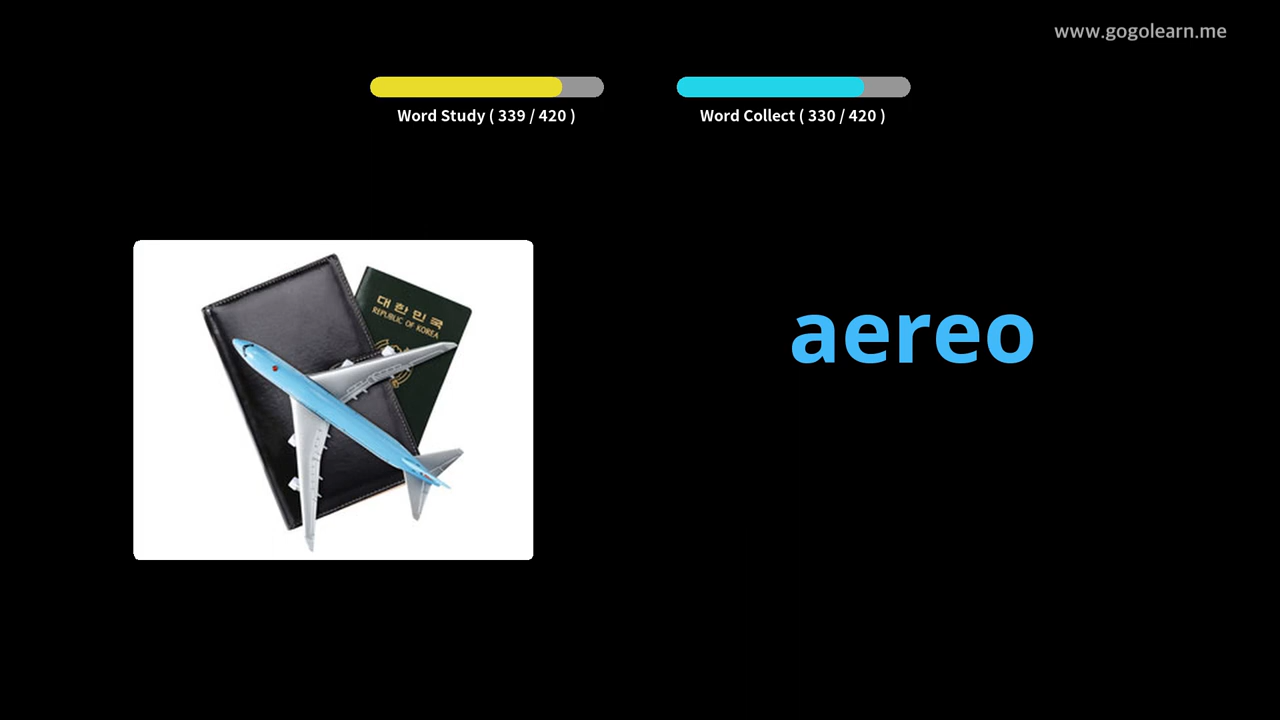 www.gogolearn.me
Word Study ( 339 / 420 )
Word Collect ( 330 / 420 )
대한민국
REPUBLIC OF KOREA
aereo